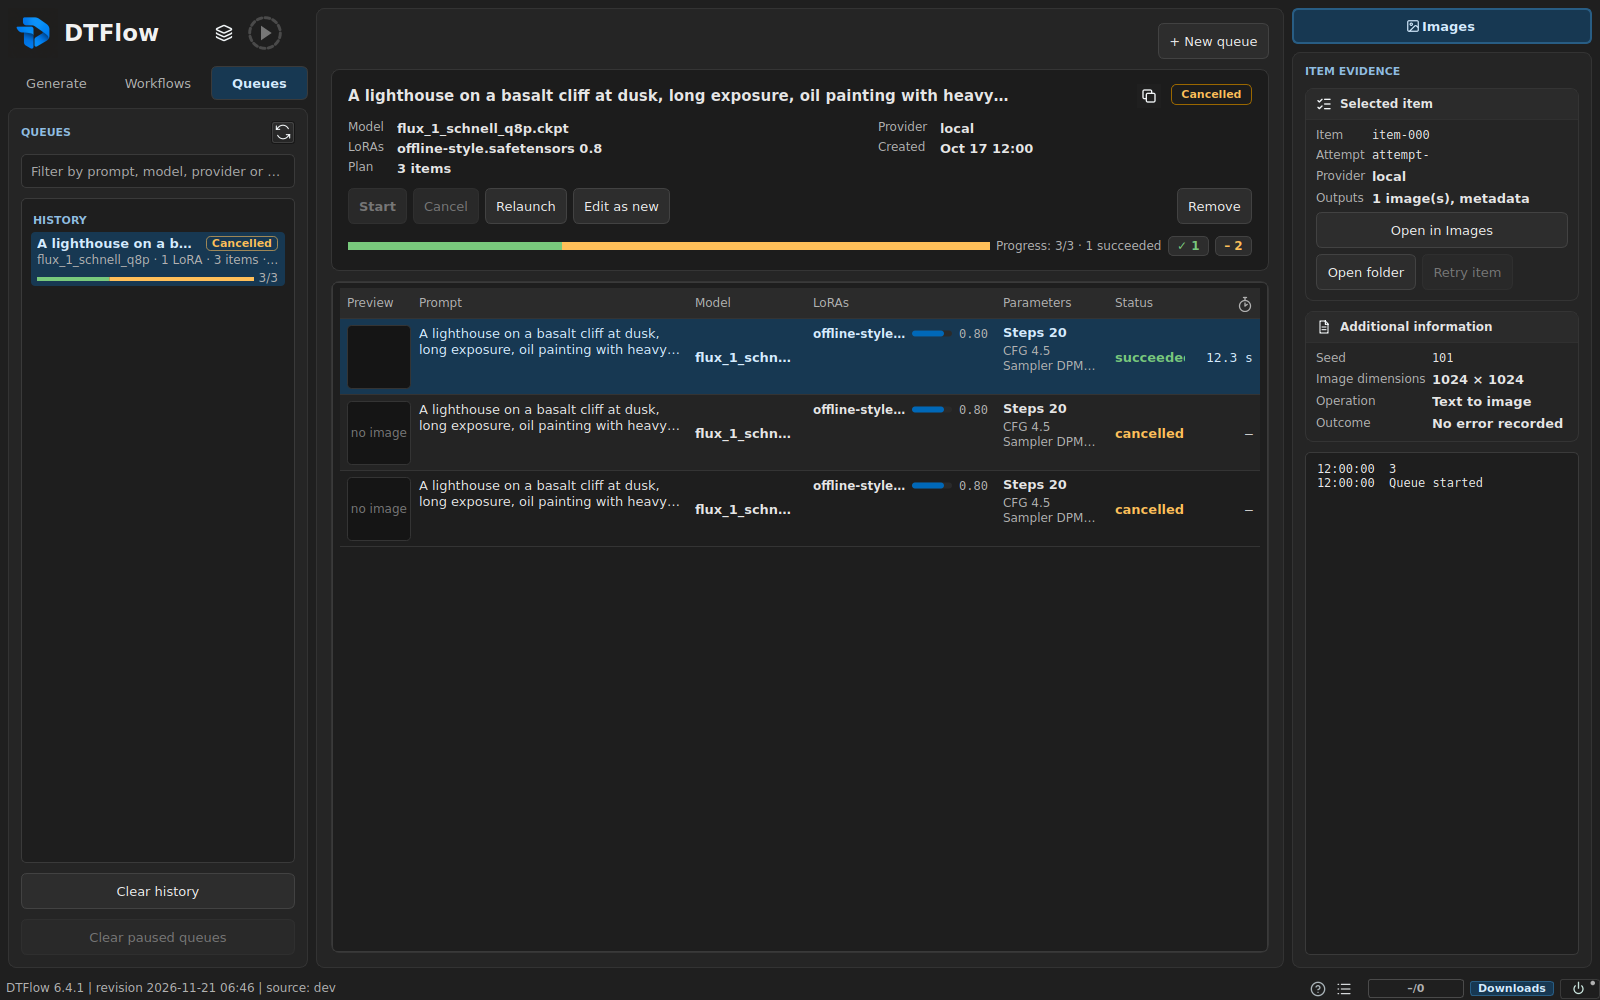 DTFlow
Generate
Workflows
Queues
QUEUES
Filter by prompt, model, provider or …
HISTORY
A lighthouse on a b… Cancelled
flux_1_schnell_q8p · 1 LoRA · 3 items ·…
3/3
Clear history
Clear paused queues
+ New queue
A lighthouse on a basalt cliff at dusk, long exposure, oil painting with heavy…
Cancelled
Model flux_1_schnell_q8p.ckpt
Provider local
LoRAs offline-style.safetensors 0.8
Created Oct 17 12:00
Plan 3 items
Start Cancel Relaunch Edit as new Remove
Progress: 3/3 · 1 succeeded ✓ 1 – 2
Preview Prompt Model LoRAs Parameters Status
A lighthouse on a basalt cliff at dusk,
long exposure, oil painting with heavy…
flux_1_schn…
offline-style… 0.80
Steps 20
CFG 4.5
Sampler DPM…
succeede
12.3 s
no image
A lighthouse on a basalt cliff at dusk,
long exposure, oil painting with heavy…
flux_1_schn…
offline-style… 0.80
Steps 20
CFG 4.5
Sampler DPM…
cancelled
–
no image
A lighthouse on a basalt cliff at dusk,
long exposure, oil painting with heavy…
flux_1_schn…
offline-style… 0.80
Steps 20
CFG 4.5
Sampler DPM…
cancelled
–
Images
ITEM EVIDENCE
Selected item
Item item-000
Attempt attempt-
Provider local
Outputs 1 image(s), metadata
Open in Images
Open folder Retry item
Additional information
Seed 101
Image dimensions 1024 × 1024
Operation Text to image
Outcome No error recorded
12:00:00 3
12:00:00 Queue started
DTFlow 6.4.1 | revision 2026-11-21 06:46 | source: dev
–/0
Downloads